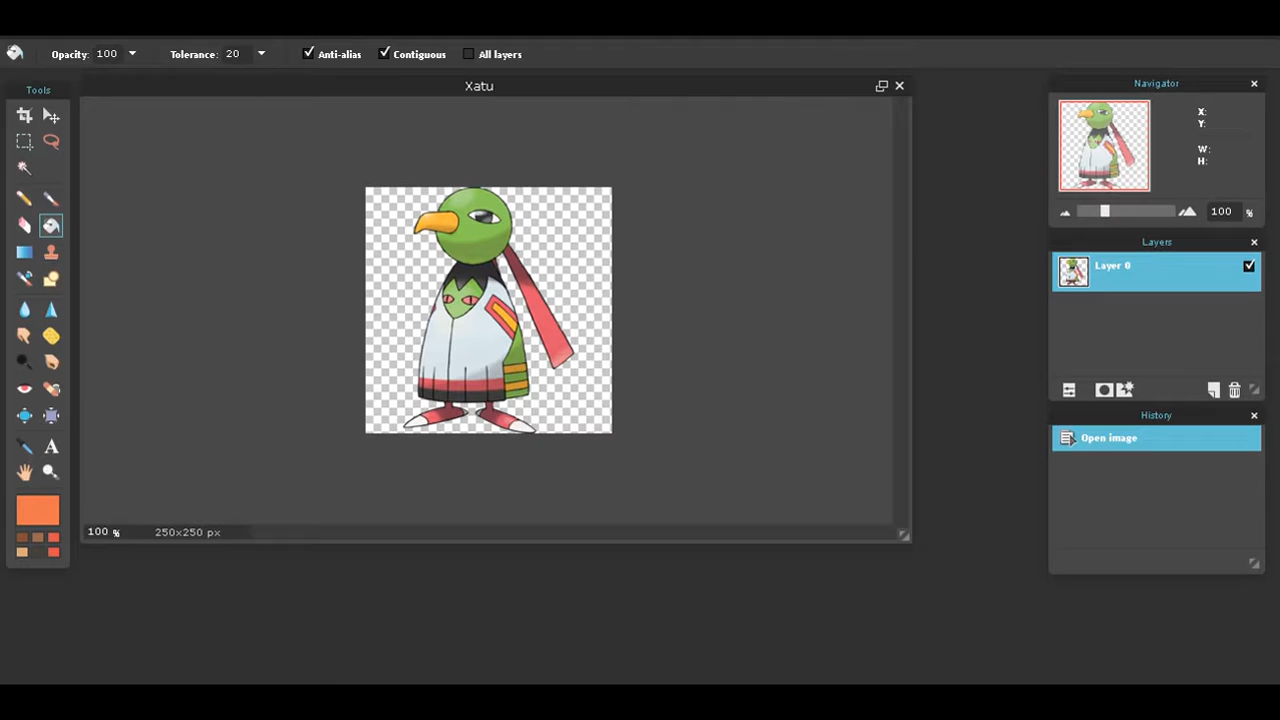 Opacity: 100 Tolerance: 20 Anti-alias Contiguous All layers
Tools
Xatu
Navigator
X:
Y:
W:
H:
100 %
Layers
Layer 0
History
Open image
A
100 % 250x250 px